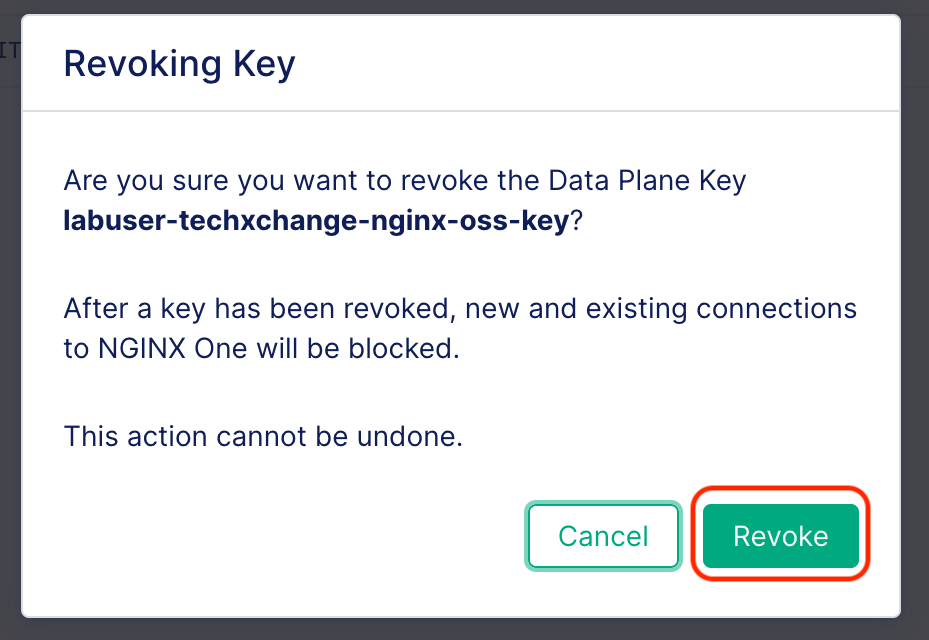 IT
Revoking Key
Are you sure you want to revoke the Data Plane Key
labuser-techxchange-nginx-oss-key?
After a key has been revoked, new and existing connections
to NGINX One will be blocked.
This action cannot be undone.
Cancel
Revoke